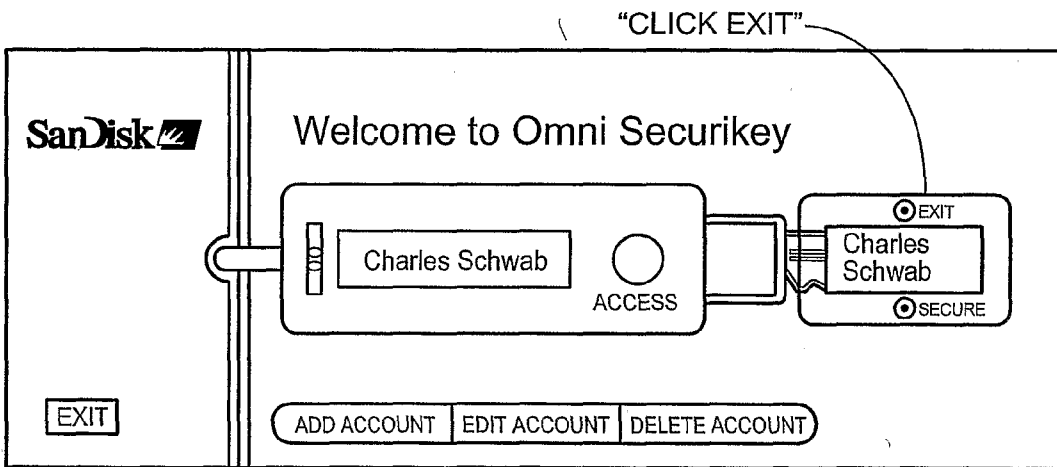 “CLICK EXIT”
SanDisk
Welcome to Omni Securikey
EXIT
Charles Schwab
ACCESS
Charles
Schwab
SECURE
EXIT
ADD ACCOUNT EDIT ACCOUNT DELETE ACCOUNT